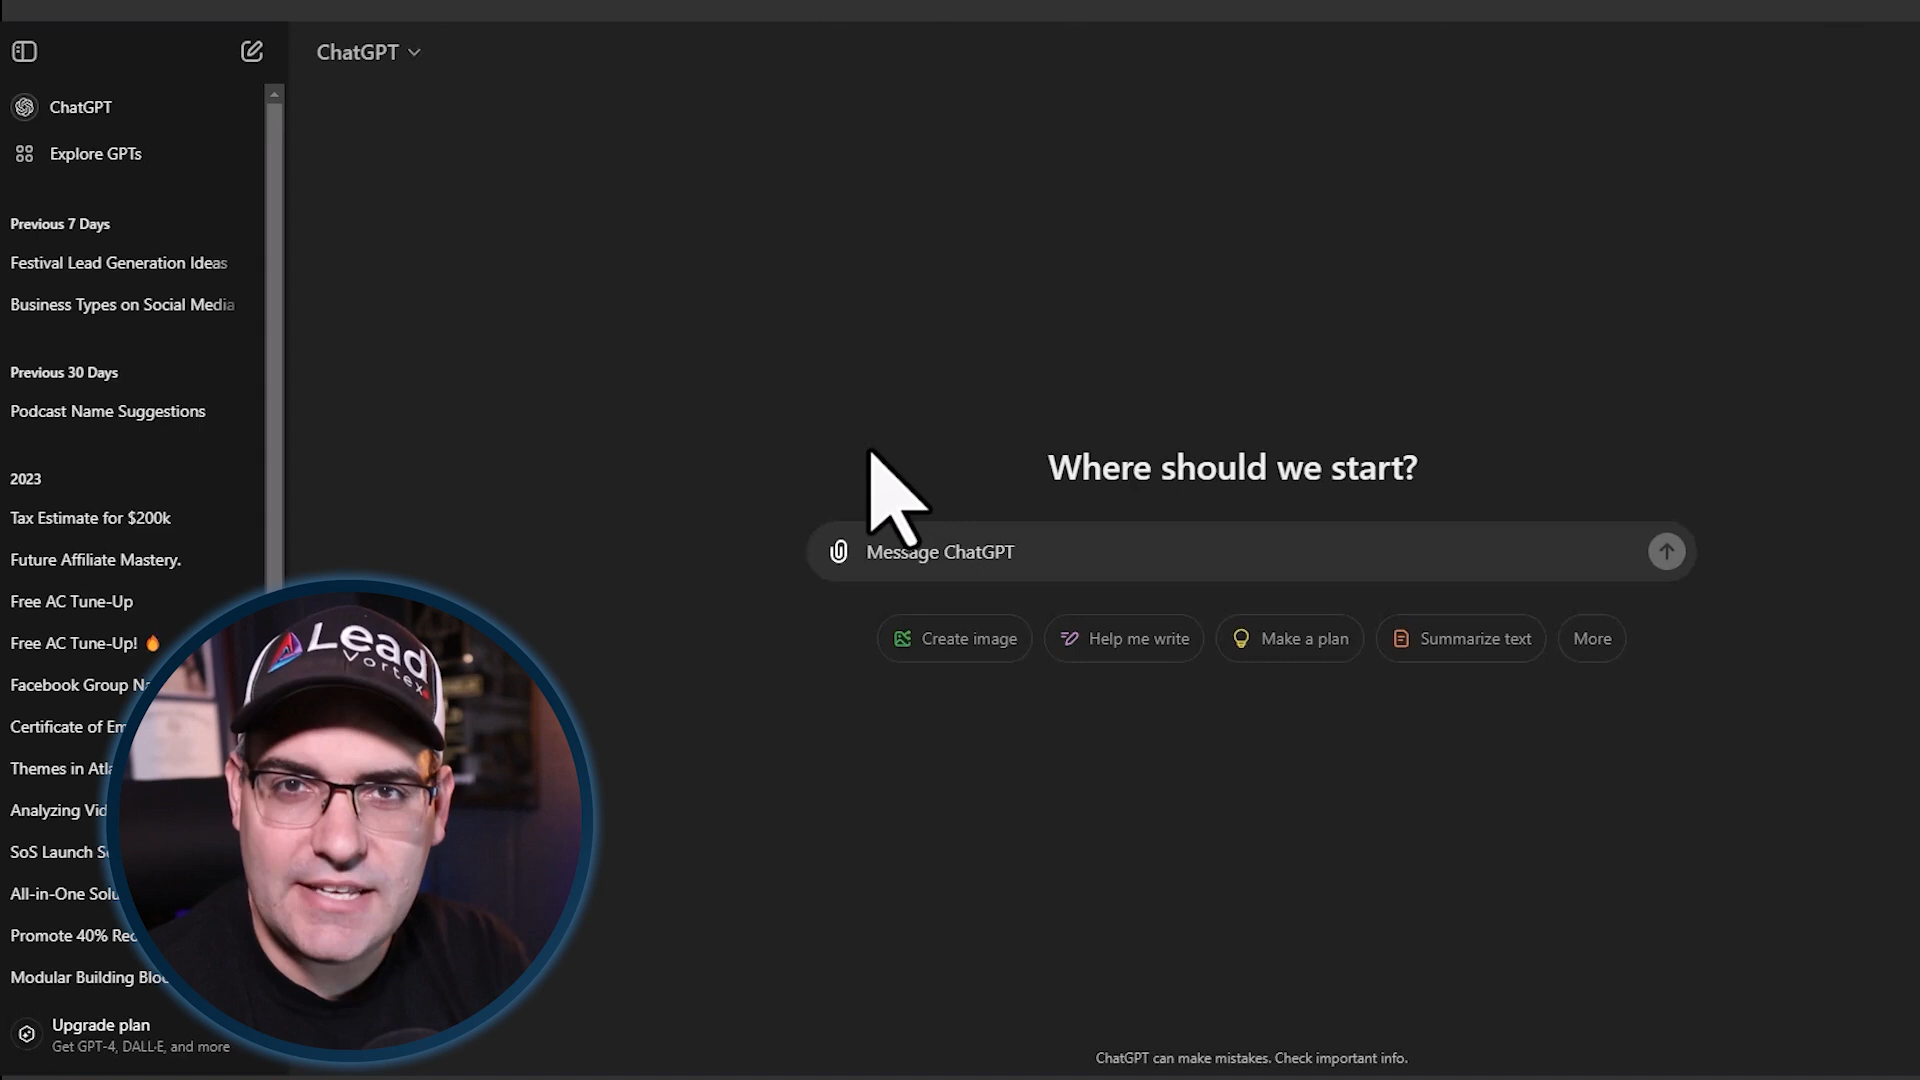 ChatGPT
ChatGPT
Explore GPTs
Previous 7 Days
Festival Lead Generation Ideas
Business Types on Social Media
Previous 30 Days
Podcast Name Suggestions
2023
Tax Estimate for $200k
Future Affiliate Mastery.
Free AC Tune-Up
Free AC Tune-Up! 🔥
Facebook Group
Certificate of
Themes in
Analyzing
SoS Launch
All-in-One
Promote 40%
Modular Building
Upgrade plan
Get GPT-4, DALL·E, and more
Lead
Vortex
Where should we start?
Message ChatGPT
Create image
Help me write
Make a plan
Summarize text
More
ChatGPT can make mistakes. Check important info.